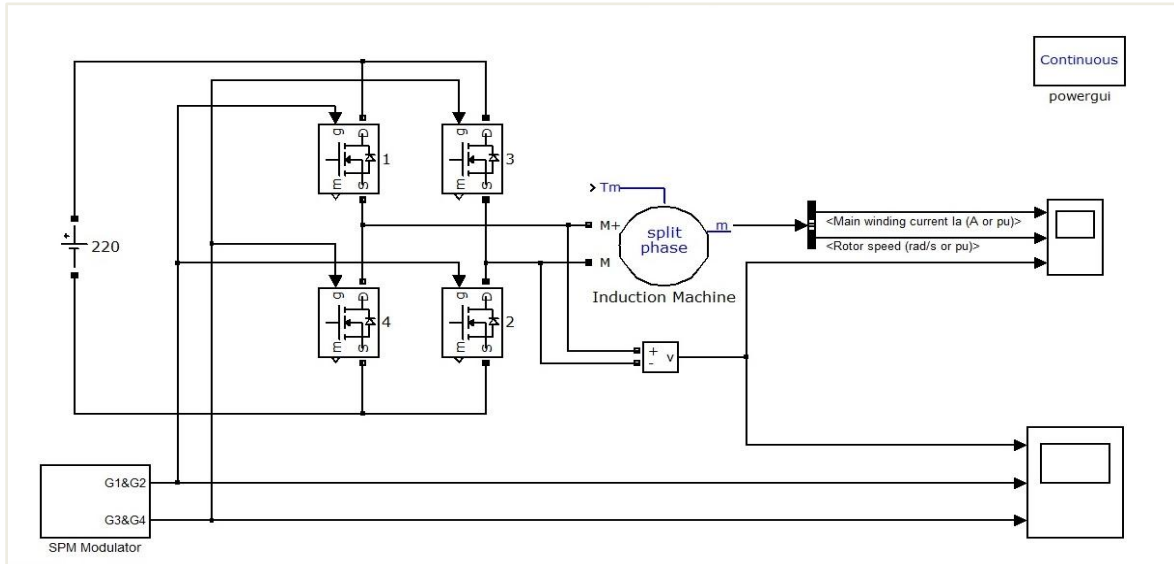 Continuous
powergui
g
D
m
S
1
g
D
m
S
3
Tm
M+
M
split
phase
m
Induction Machine
<Main winding current Ia (A or pu)>
<Rotor speed (rad/s or pu)>
+
220
g
D
m
S
4
g
D
m
S
2
+
-
v
G1&G2
G3&G4
SPM Modulator